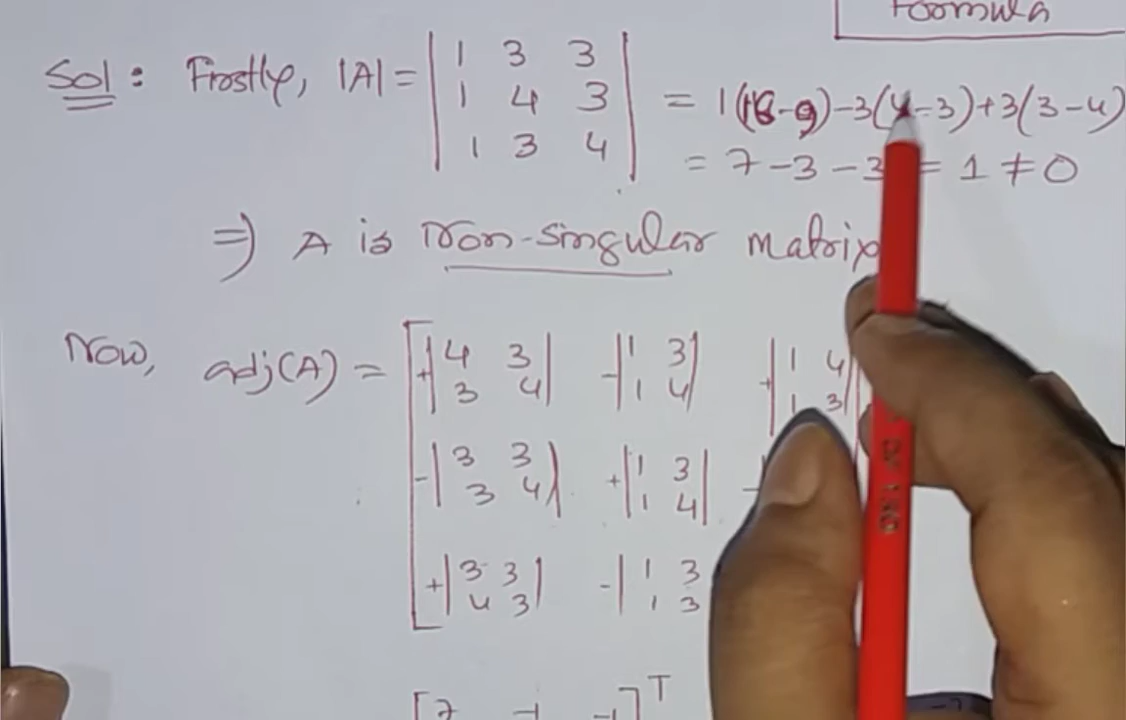 Formula
Sol: Frostly, |A| = | 1 3 3 | = 1(16-9)-3(4-3)+3(3-4)
| 1 4 3 |
| 1 3 4 | = 7-3-3 = 1 ≠ 0
⇒ A is Non-singular matrix
Now, adj(A) = [ +| 4 3 | -| 1 3 | +| 1 4 |
| 3 4 | | 1 4 | | 1 3 |
-| 3 3 | +| 1 3 | -
| 3 4 | | 1 4 |
+| 3 3 | -| 1 3 |
| 4 3 | | 1 3 |
[ 7 -1 -1 ]T